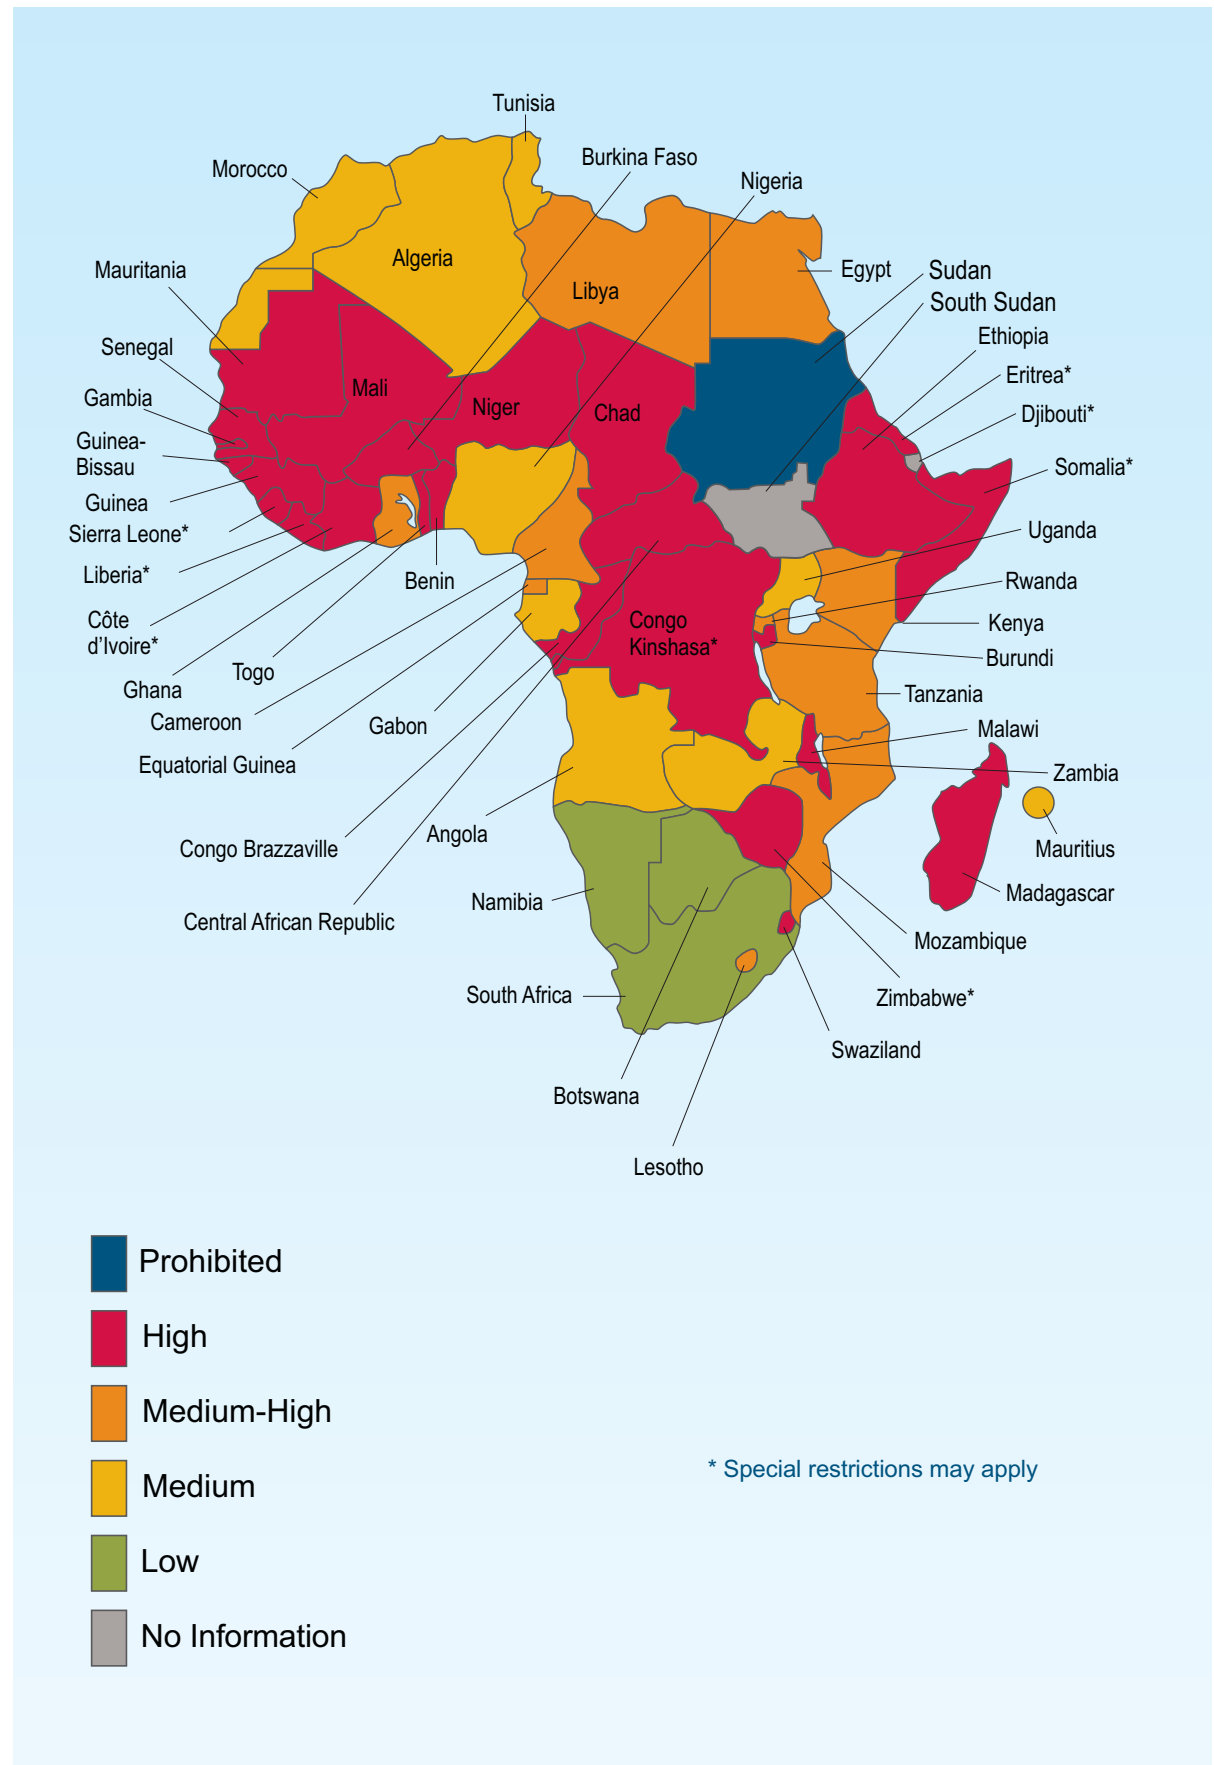 Tunisia
Burkina Faso
Morocco
Nigeria
Algeria
Mauritania
Egypt
Sudan
Libya
South Sudan
Senegal
Ethiopia
Eritrea*
Mali
Gambia
Niger
Chad
Djibouti*
Guinea-
Bissau
Somalia*
Guinea
Sierra Leone*
Uganda
Liberia*
Benin
Rwanda
Côte
d’Ivoire*
Congo
Kinshasa*
Kenya
Burundi
Togo
Ghana
Tanzania
Cameroon
Gabon
Malawi
Equatorial Guinea
Zambia
Angola
Congo Brazzaville
Mauritius
Madagascar
Namibia
Central African Republic
Mozambique
South Africa
Zimbabwe*
Swaziland
Botswana
Lesotho
Prohibited
High
Medium-High
Medium
* Special restrictions may apply
Low
No Information